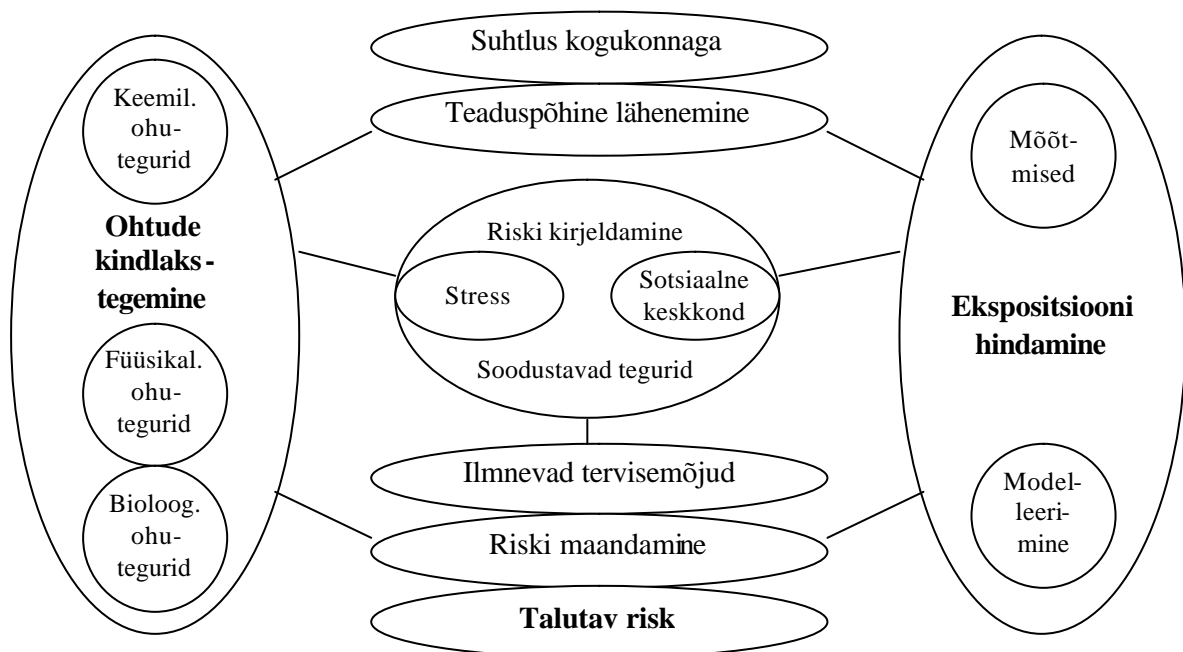 Suhtlus kogukonnaga
Teaduspõhine lähenemine
Keemil.
ohu-
tegurid
Ohtude
kindlaks-
tegemine
Füüsikal.
ohu-
tegurid
Bioloog.
ohu-
tegurid
Riski kirjeldamine
Stress
Sotsiaalne
keskkond
Soodustavad tegurid
Ilmnevad tervisemõjud
Riski maandamine
Talutav risk
Mõõt-
mised
Ekspositsiooni
hindamine
Model-
leeri-
mine